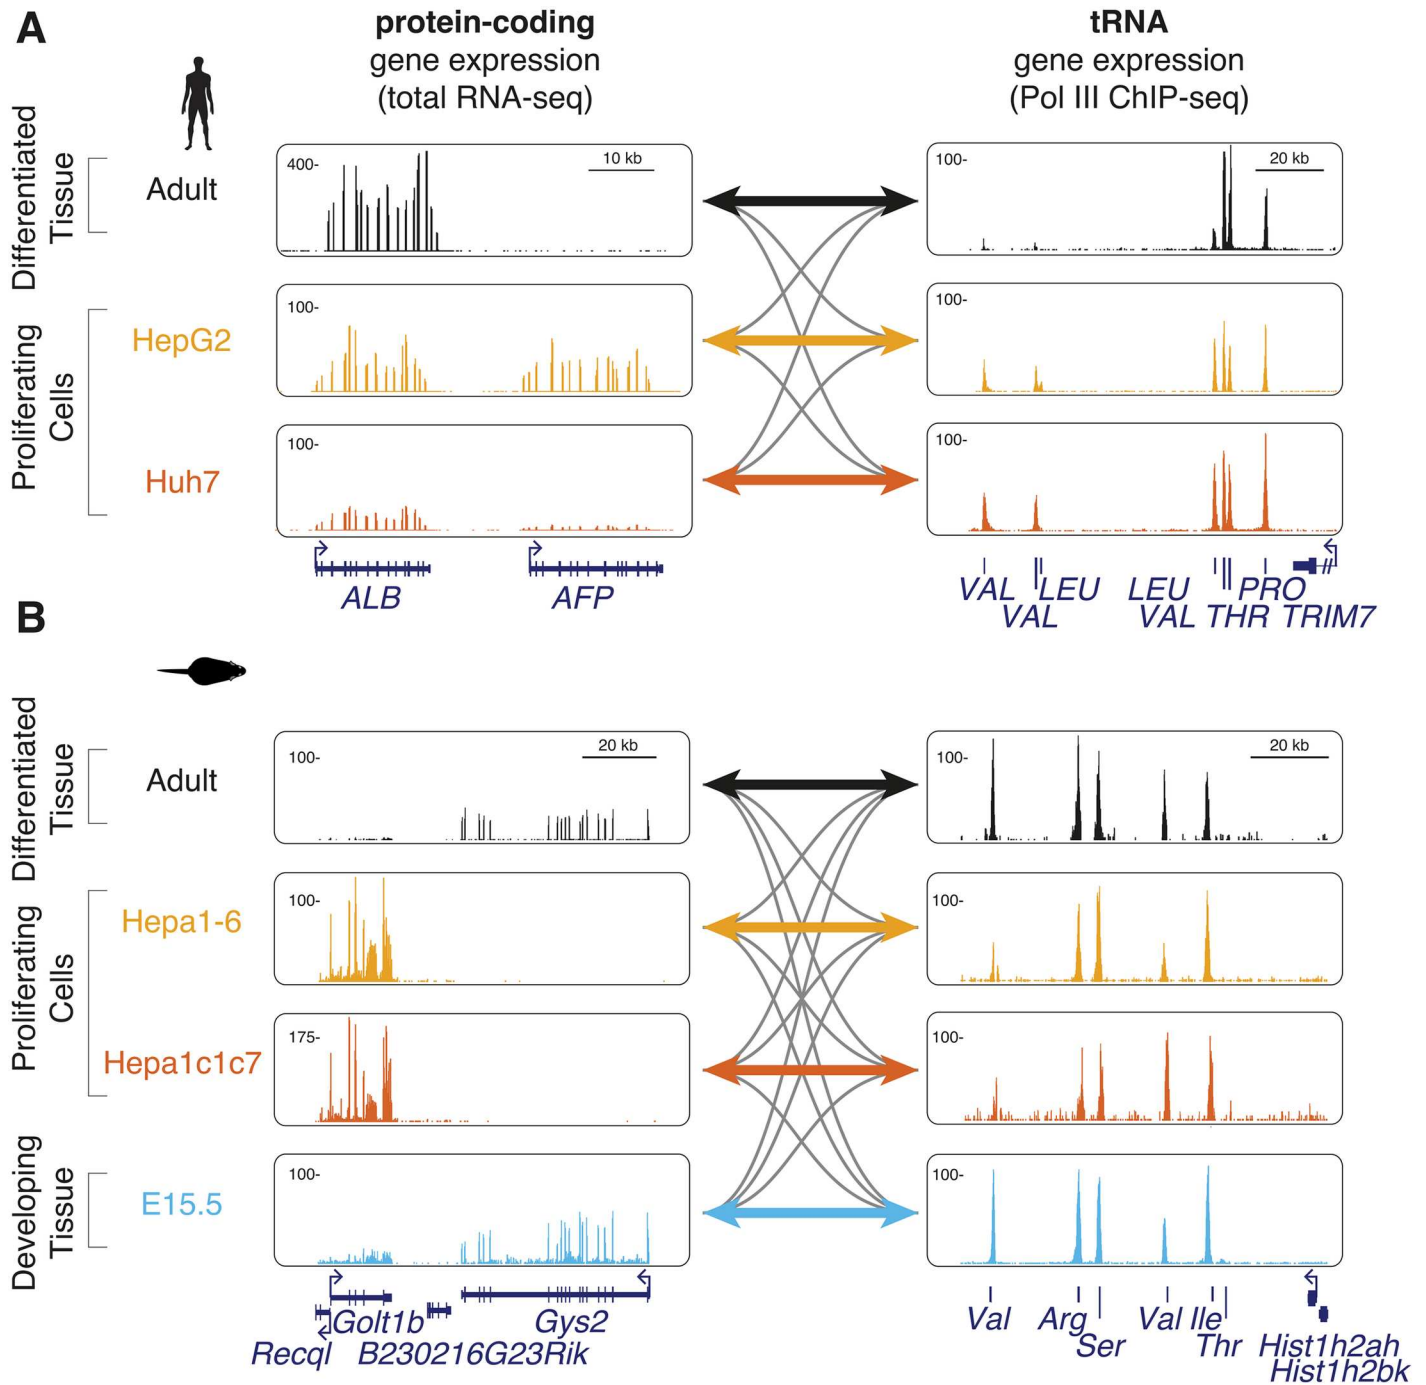 A
protein-coding
gene expression
(total RNA-seq)
tRNA
gene expression
(Pol III ChIP-seq)
Differentiated
Tissue
Adult
400-
10 kb
100-
20 kb
Proliferating
Cells
HepG2
100-
100-
Huh7
100-
100-
ALB
AFP
VAL LEU LEU PRO
VAL VAL THR TRIM7
B
Differentiated
Tissue
Adult
100-
20 kb
100-
20 kb
Proliferating
Cells
Hepa1-6
100-
100-
Hepa1c1c7
175-
100-
Developing
Tissue
E15.5
100-
100-
Golt1b Gys2
Recql B230216G23Rik
Val Arg Val Ile
Ser Thr Hist1h2ah
Hist1h2bk